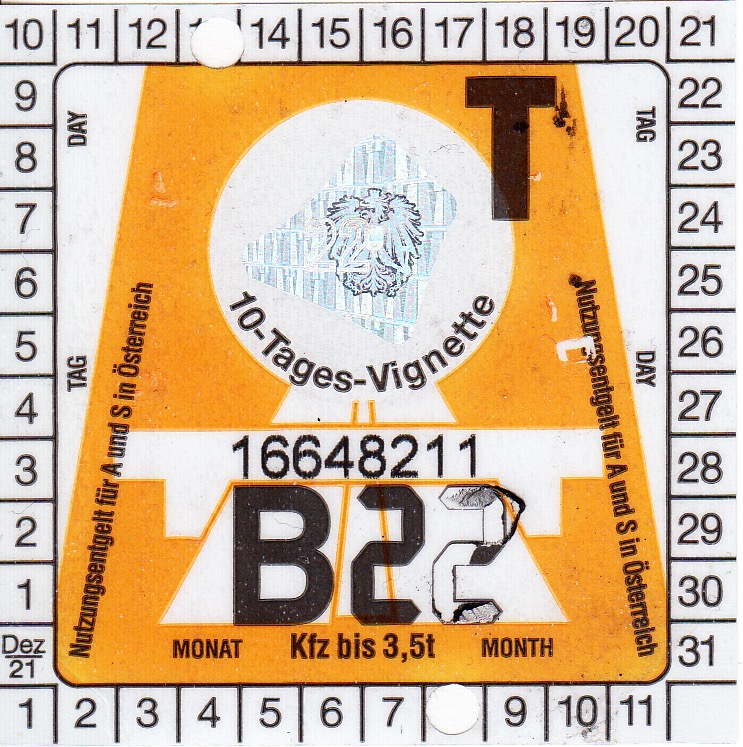 10 11 12 14 15 16 17 18 19 20 21
9 22
8 23
7 24
6 25
5 26
4 27
3 28
2 29
1 30
Dez 21 31
1 2 3 4 5 6 7 9 10 11
DAY
TAG
T
TAG
DAY
10-Tages-Vignette
Nutzungsentgelt für A und S in Österreich
Nutzungsentgelt für A und S in Österreich
16648211
B22
MONAT Kfz bis 3,5t MONTH